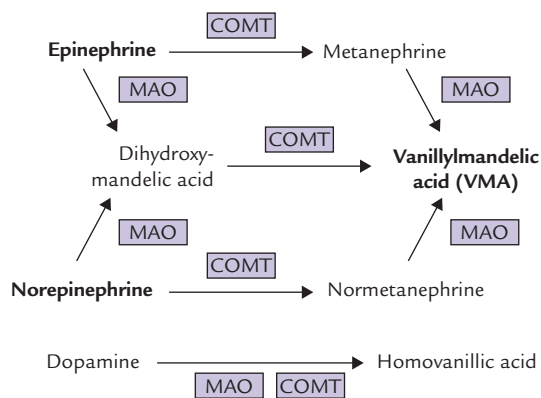 COMT
Epinephrine
Metanephrine
MAO
MAO
COMT
Dihydroxy-
mandelic acid
Vanillylmandelic
acid (VMA)
MAO
MAO
COMT
Norepinephrine
Normetanephrine
Dopamine
Homovanillic acid
MAO
COMT